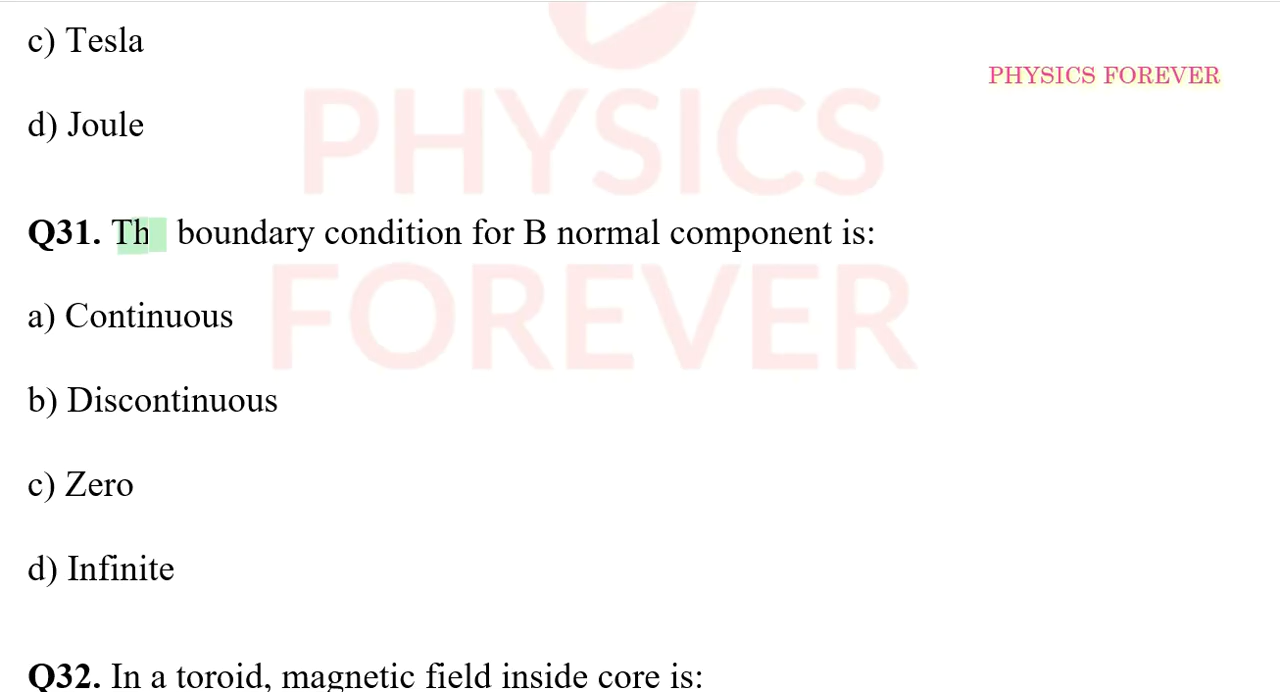 c) Tesla
PHYSICS FOREVER
d) Joule
PHYSICS
Q31. Th boundary condition for B normal component is:
FOREVER
a) Continuous
b) Discontinuous
c) Zero
d) Infinite
Q32. In a toroid, magnetic field inside core is: